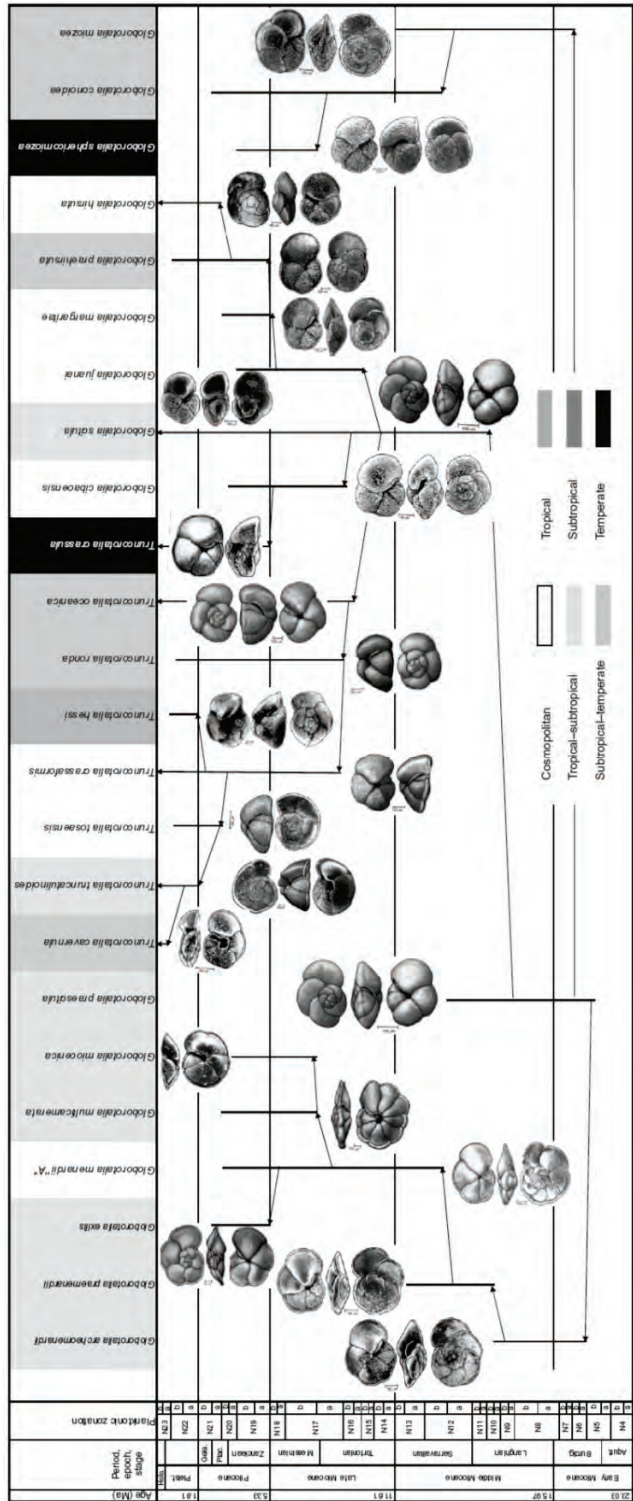 Age (Ma)
Period,
epoch,
stage
Planktonic zonation
Globorotalia archeomenardii
Globorotalia praemenardii
Globorotalia exilis
Globorotalia menardii "A"
Globorotalia multicamerata
Globorotalia miocenica
Globorotalia praescitula
Truncorotalia cavernula
Truncorotalia truncatulinoides
Truncorotalia tosaensis
Truncorotalia crassaformis
Truncorotalia hessi
Truncorotalia ronda
Truncorotalia oceanica
Truncorotalia crassula
Globorotalia cibaoensis
Globorotalia scitula
Globorotalia juanai
Globorotalia margaritae
Globorotalia praehirsuta
Globorotalia hirsuta
Globorotalia sphericomiozea
Globorotalia conoidea
Globorotalia miozea
1.81
5.33
11.61
15.97
23.03
Pleist.
Pliocene
Late Miocene
Middle Miocene
Early Miocene
Gela.
Piac.
Zanclean
Messinian
Tortonian
Serravallian
Langhian
Burdig.
N23
N22
N21
N20
N19
N18
N17
N16
N15
N14
N13
N12
N11
N10
N9
N8
N7
N6
N5
N4
Cosmopolitan
Tropical–subtropical
Subtropical–temperate
Tropical
Subtropical
Temperate